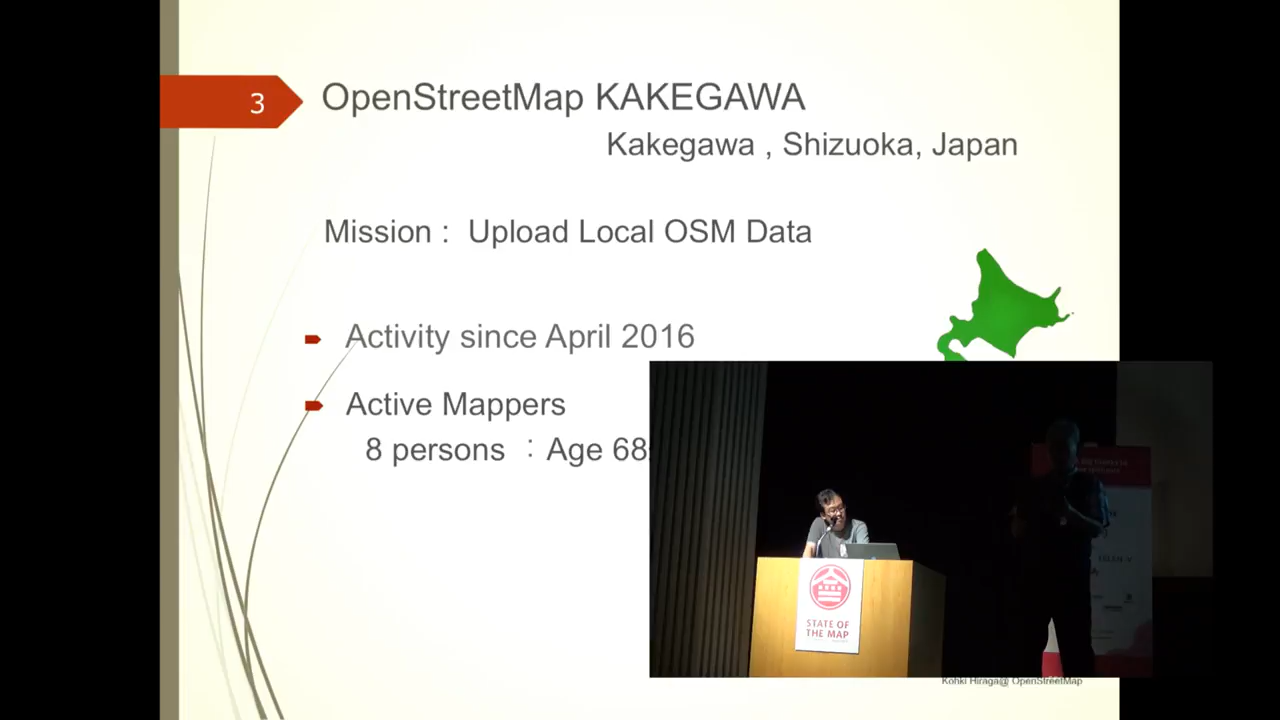 3
OpenStreetMap KAKEGAWA
Kakegawa , Shizuoka, Japan
Mission : Upload Local OSM Data
Activity since April 2016
Active Mappers
8 persons : Age 68
STATE OF
THE MAP
Kohki Hiraga@ OpenStreetMap